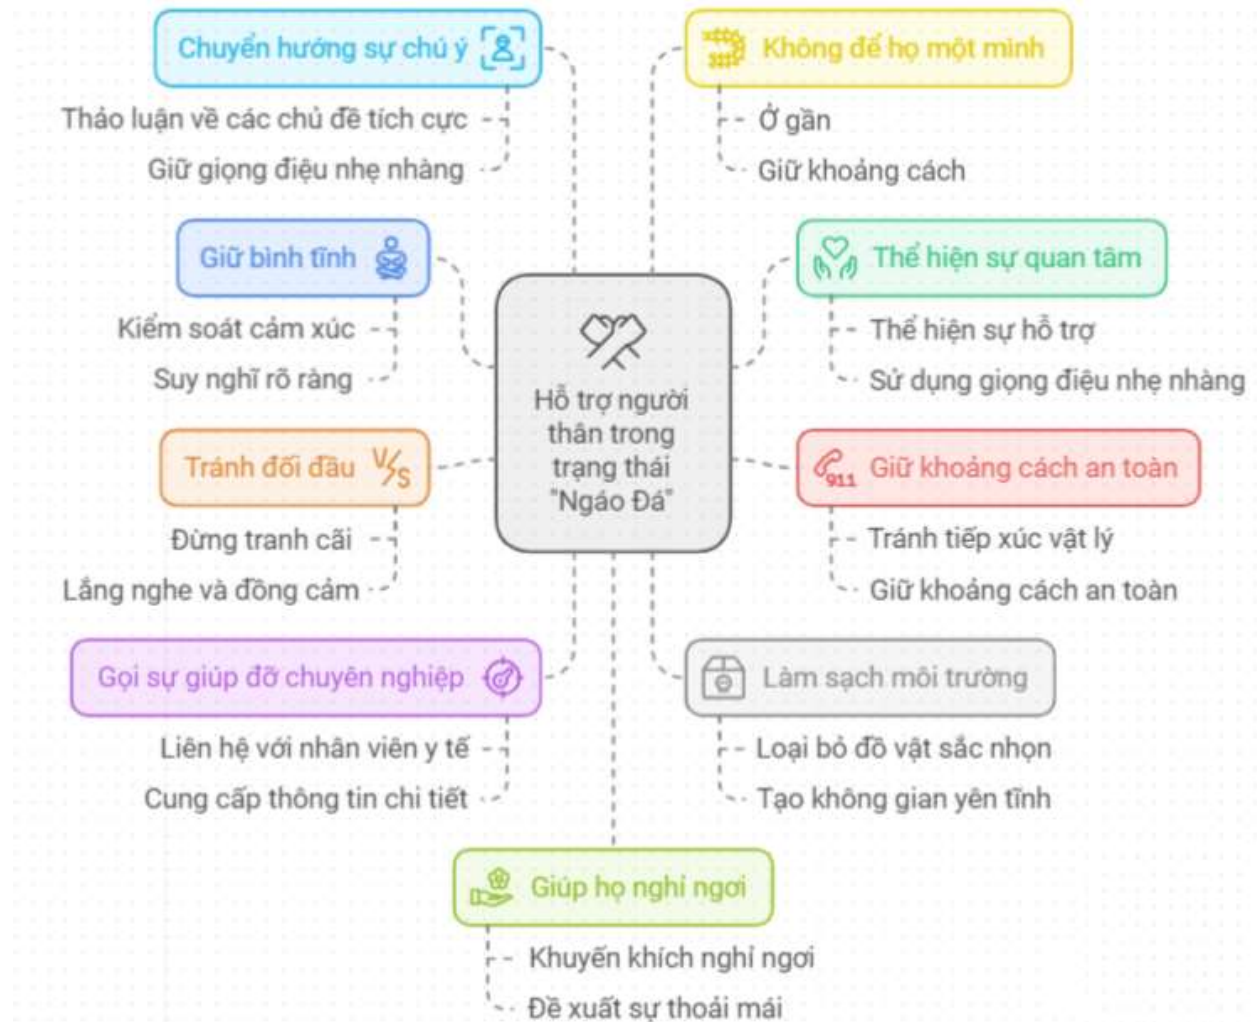 Chuyển hướng sự chú ý
Thảo luận về các chủ đề tích cực
Giữ giọng điệu nhẹ nhàng
Không để họ một mình
Ở gần
Giữ khoảng cách
Giữ bình tĩnh
Kiểm soát cảm xúc
Suy nghĩ rõ ràng
Thể hiện sự quan tâm
Thể hiện sự hỗ trợ
Sử dụng giọng điệu nhẹ nhàng
Hỗ trợ người
thân trong
trạng thái
"Ngáo Đá"
Tránh đối đầu
V/S
Đừng tranh cãi
Lắng nghe và đồng cảm
911
Giữ khoảng cách an toàn
Tránh tiếp xúc vật lý
Giữ khoảng cách an toàn
Gọi sự giúp đỡ chuyên nghiệp
Liên hệ với nhân viên y tế
Cung cấp thông tin chi tiết
Làm sạch môi trường
Loại bỏ đồ vật sắc nhọn
Tạo không gian yên tĩnh
Giúp họ nghỉ ngơi
Khuyến khích nghỉ ngơi
Đề xuất sự thoải mái